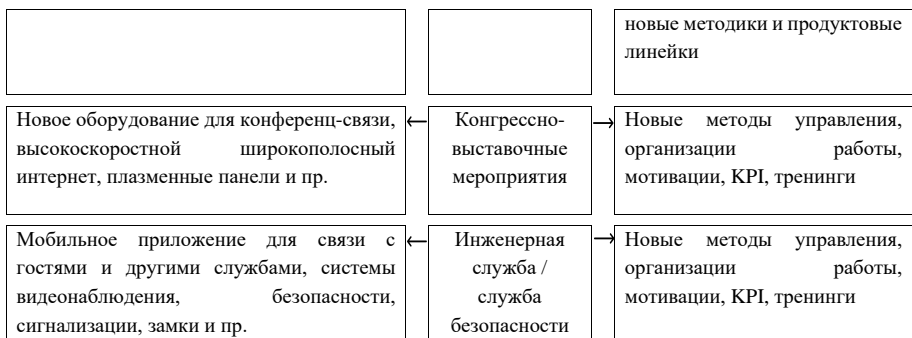 новые методики и продуктовые
линейки
Новое оборудование для конференц-связи,
высокоскоростной широкополосный
интернет, плазменные панели и пр.
Конгрессно-
выставочные
мероприятия
Новые методы управления,
организации работы,
мотивации, KPI, тренинги
Мобильное приложение для связи с
гостями и другими службами, системы
видеонаблюдения, безопасности,
сигнализации, замки и пр.
Инженерная
служба /
служба
безопасности
Новые методы управления,
организации работы,
мотивации, KPI, тренинги